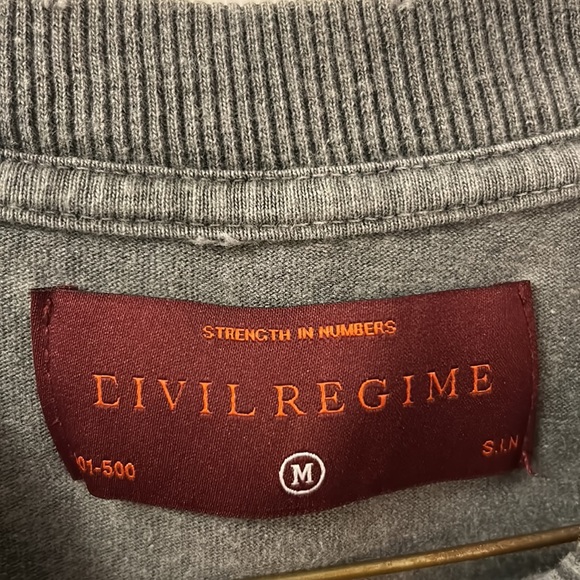 STRENGTH IN NUMBERS
CIVIL REGIME
01-500
M
S.I.N